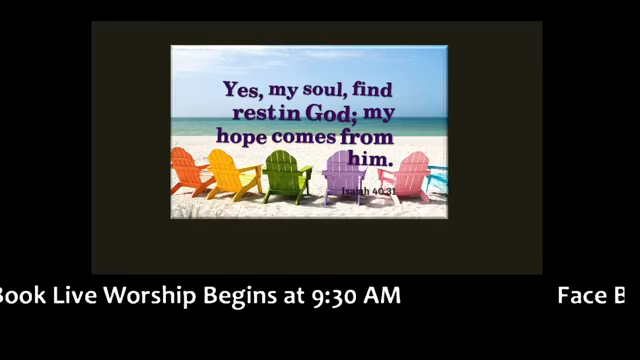 Yes, my soul, find
rest in God; my
hope comes from
him.
Isaiah 40:31
Book Live Worship Begins at 9:30 AM Face B